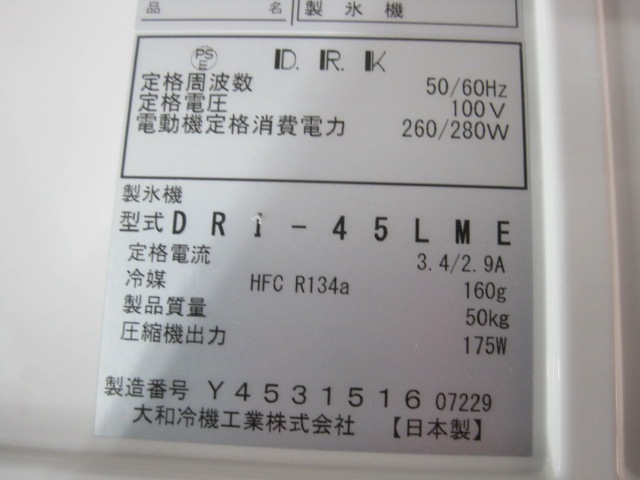 品 名 製氷機
PS E D. R. K
定格周波数 50/60Hz
定格電圧 100V
電動機定格消費電力 260/280W
製氷機
型式 DRI-45LME
定格電流 3.4/2.9A
冷媒 HFC R134a 160g
製品質量 50kg
圧縮機出力 175W
製造番号 Y4531516 07229
大和冷機工業株式会社 【日本製】